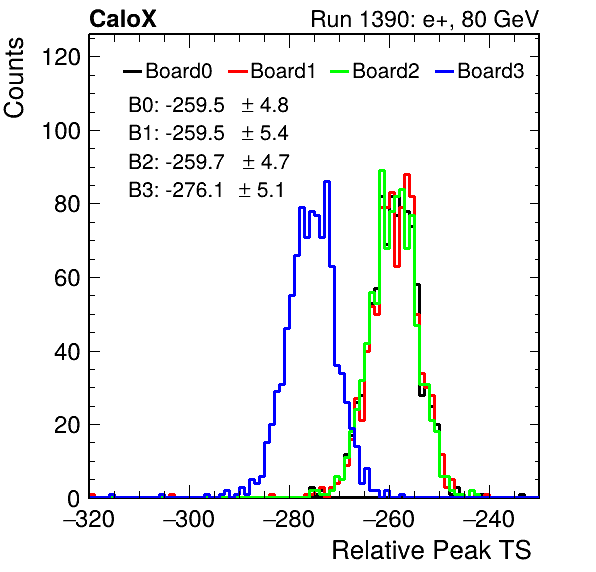 CaloX Run 1390: e+, 80 GeV
Counts
120
100
80
60
40
20
0
Board0 Board1 Board2 Board3
B0: -259.5 ± 4.8
B1: -259.5 ± 5.4
B2: -259.7 ± 4.7
B3: -276.1 ± 5.1
−320 −300 −280 −260 −240
Relative Peak TS